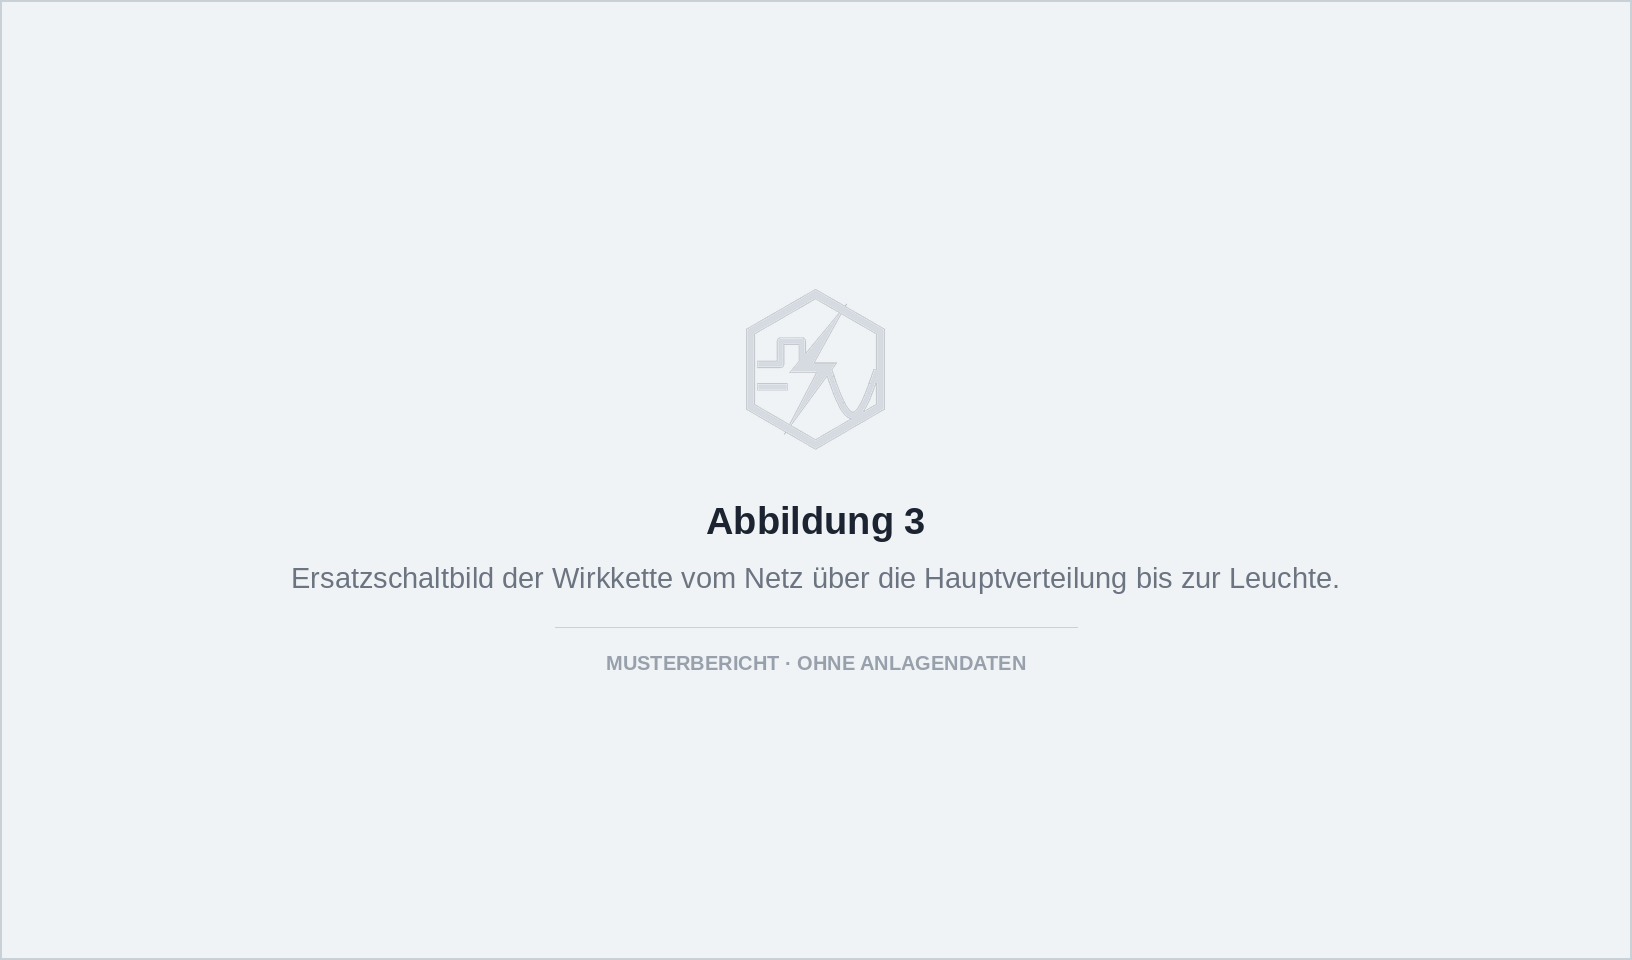 Abbildung 3
Ersatzschaltbild der Wirkkette vom Netz über die Hauptverteilung bis zur Leuchte.
MUSTERBERICHT · OHNE ANLAGENDATEN